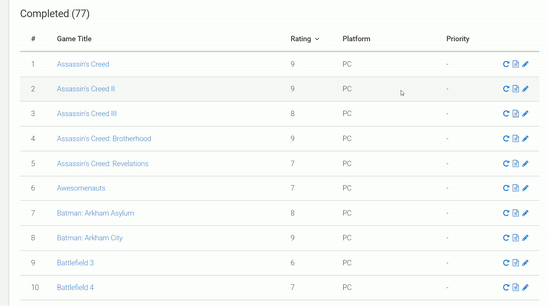 Completed (77)
# Game Title Rating Platform Priority
1 Assassin's Creed 9 PC -
2 Assassin's Creed II 9 PC -
3 Assassin's Creed III 8 PC -
4 Assassin's Creed: Brotherhood 9 PC -
5 Assassin's Creed: Revelations 7 PC -
6 Awesomenauts 7 PC -
7 Batman: Arkham Asylum 8 PC -
8 Batman: Arkham City 9 PC -
9 Battlefield 3 6 PC -
10 Battlefield 4 7 PC -